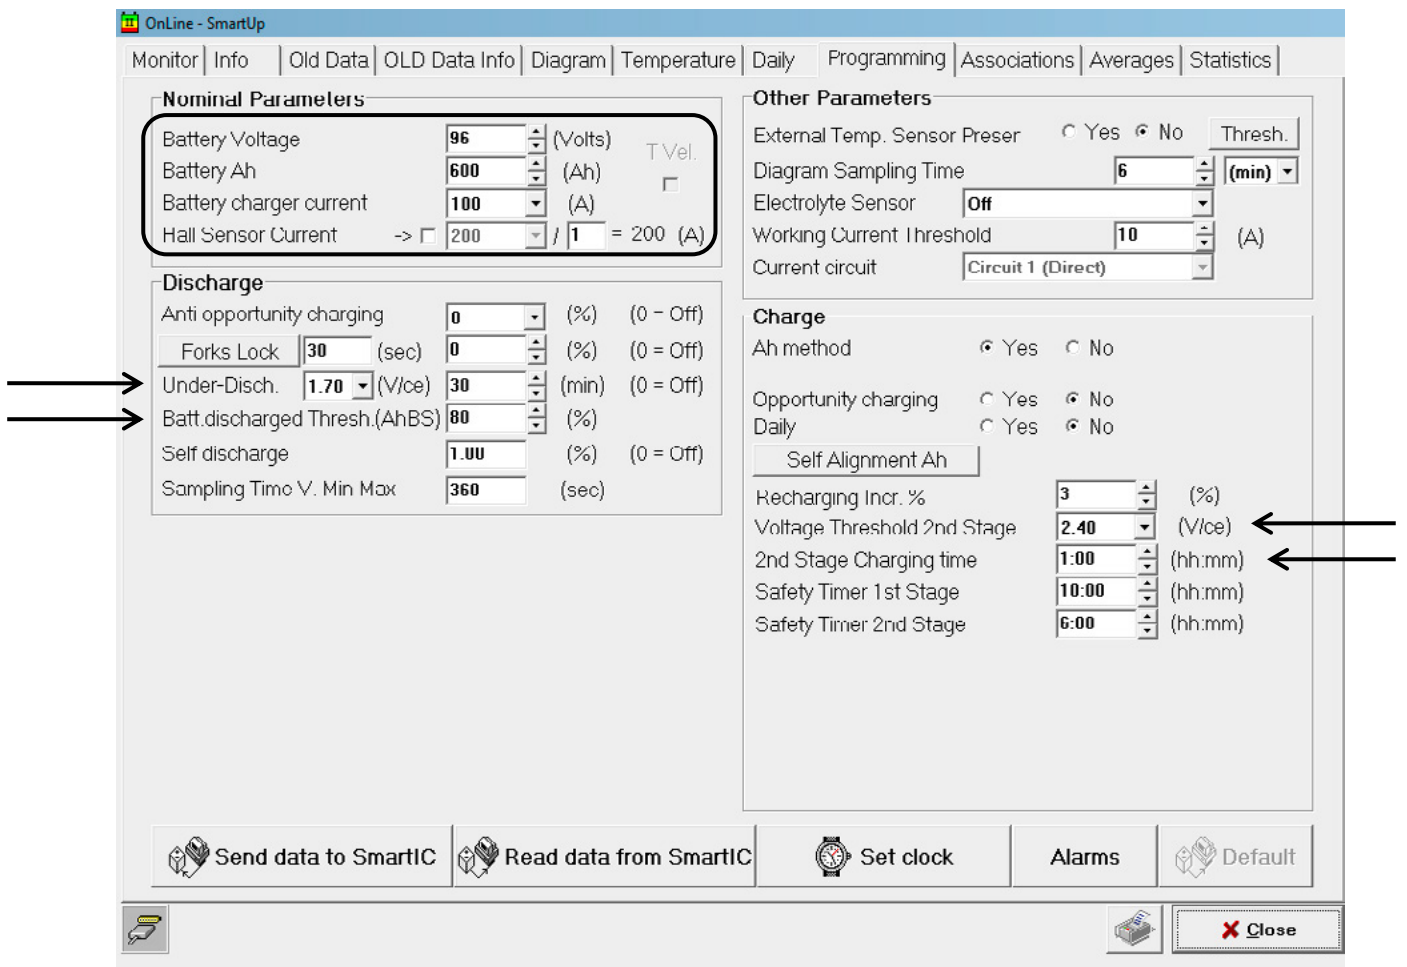 OnLine - SmartUp
Monitor Info Old Data OLD Data Info Diagram Temperature Daily Programming Associations Averages Statistics
Nominal Parameters
Battery Voltage 96 (Volts)
T Vel.
Battery Ah 600 (Ah)
Battery charger current 100 (A)
Hall Sensor Current -> 200 / 1 = 200 (A)
Discharge
Anti opportunity charging 0 (%) (0 = Off)
Forks Lock 30 (sec) 0 (%) (0 = Off)
Under-Disch. 1.70 (V/ce) 30 (min) (0 = Off)
Batt.discharged Thresh.(AhBS) 80 (%)
Self discharge 1.00 (%) (0 = Off)
Sampling Time V. Min Max 360 (sec)
Other Parameters
External Temp. Sensor Preser Yes No Thresh.
Diagram Sampling Time 6 (min)
Electrolyte Sensor Off
Working Current Threshold 10 (A)
Current circuit Circuit 1 (Direct)
Charge
Ah method Yes No
Opportunity charging Yes No
Daily Yes No
Self Alignment Ah
Recharging Incr. % 3 (%)
Voltage Threshold 2nd Stage 2.40 (V/ce)
2nd Stage Charging time 1:00 (hh:mm)
Safety Timer 1st Stage 10:00 (hh:mm)
Safety Timer 2nd Stage 6:00 (hh:mm)
Send data to SmartIC Read data from SmartIC Set clock Alarms Default
Close